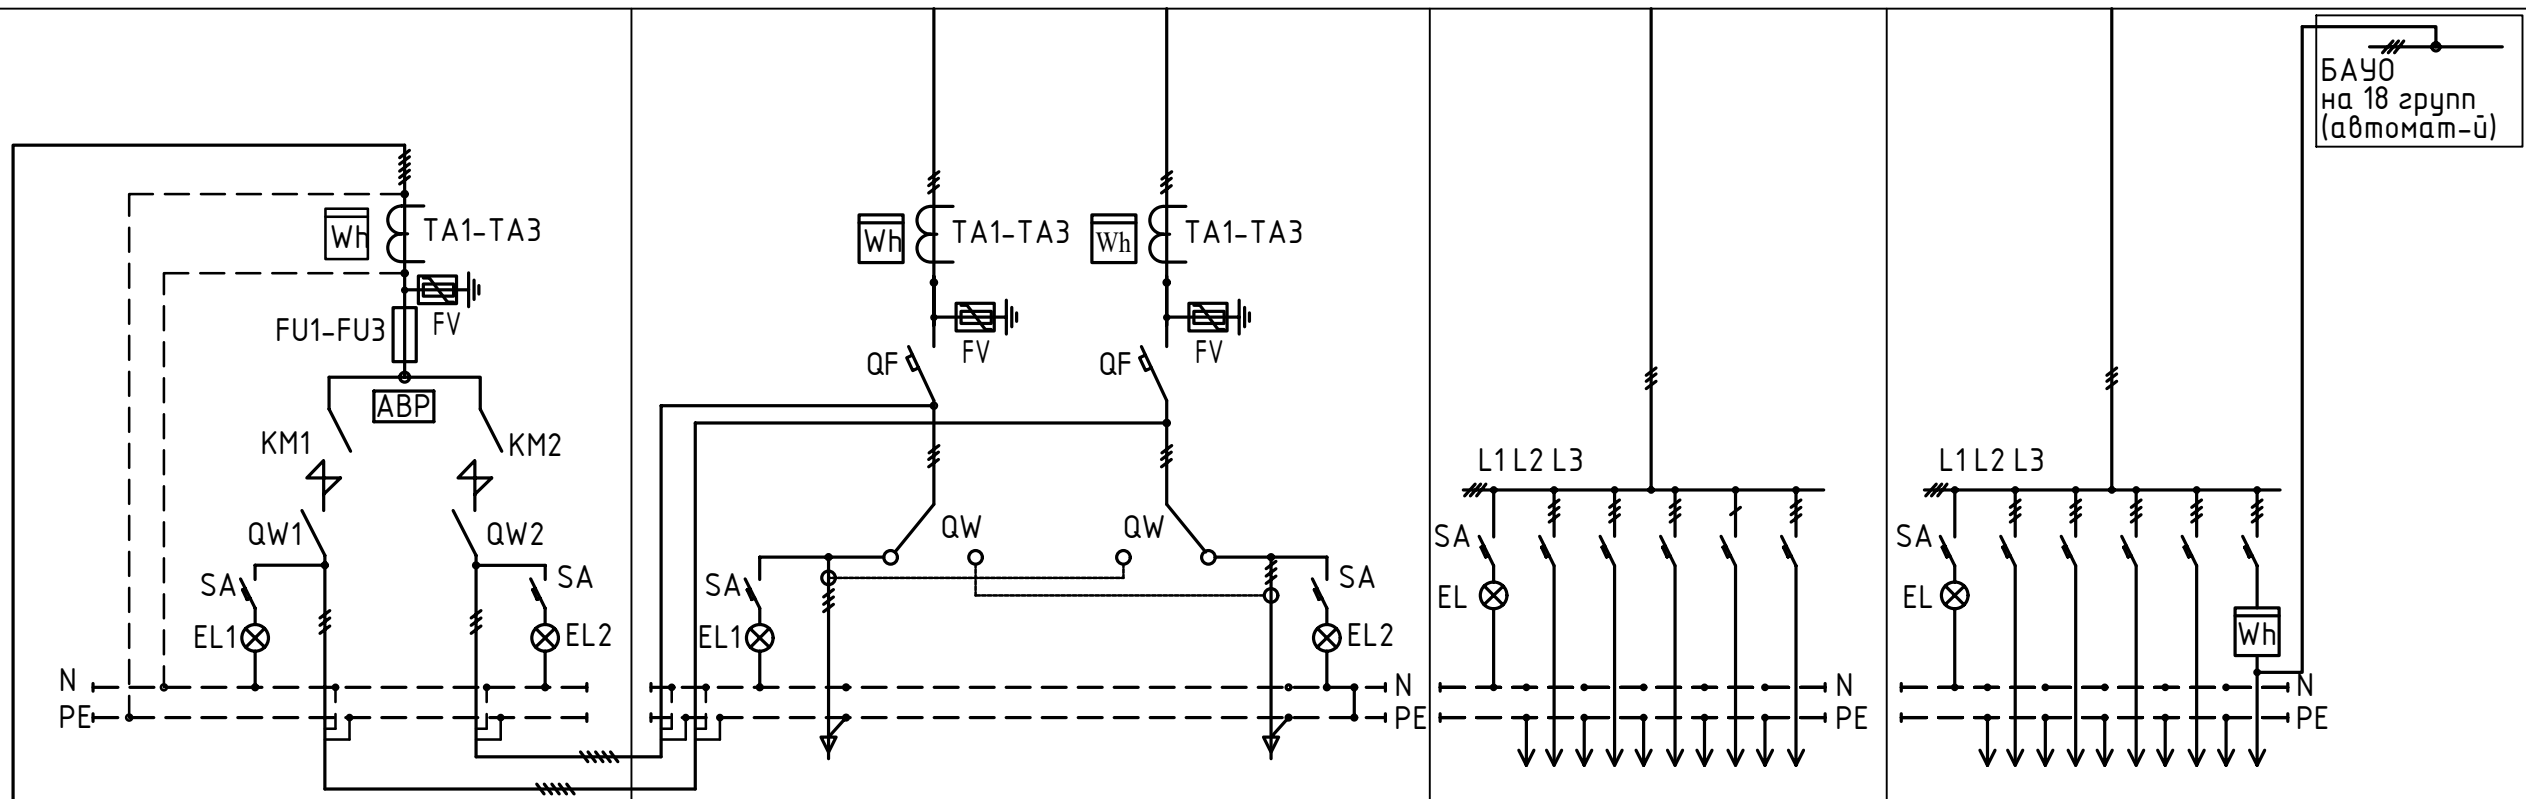 БАУО
на 18 групп
(автомат-й)
Wh
TA1-TA3
FV
FU1-FU3
АВР
KM1
KM2
QW1
QW2
SA
SA
EL1
EL2
N
PE
Wh
TA1-TA3
Wh
TA1-TA3
FV
FV
QF
QF
QW
QW
SA
SA
EL1
EL2
N
PE
L1 L2 L3
SA
EL
N
PE
L1 L2 L3
SA
EL
Wh
N
PE